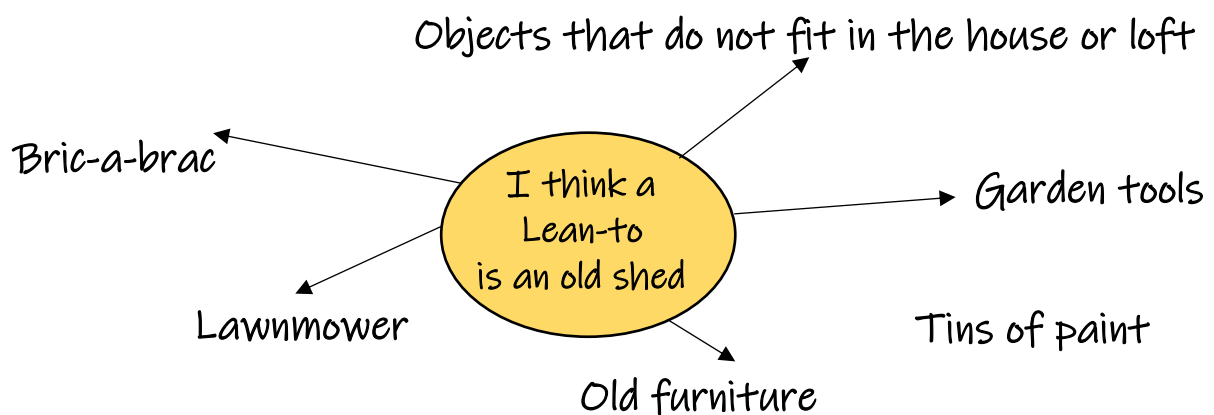 Objects that do not fit in the house or loft
Bric-a-brac
I think a
Lean-to
is an old shed
Garden tools
Lawnmower
Tins of paint
Old furniture